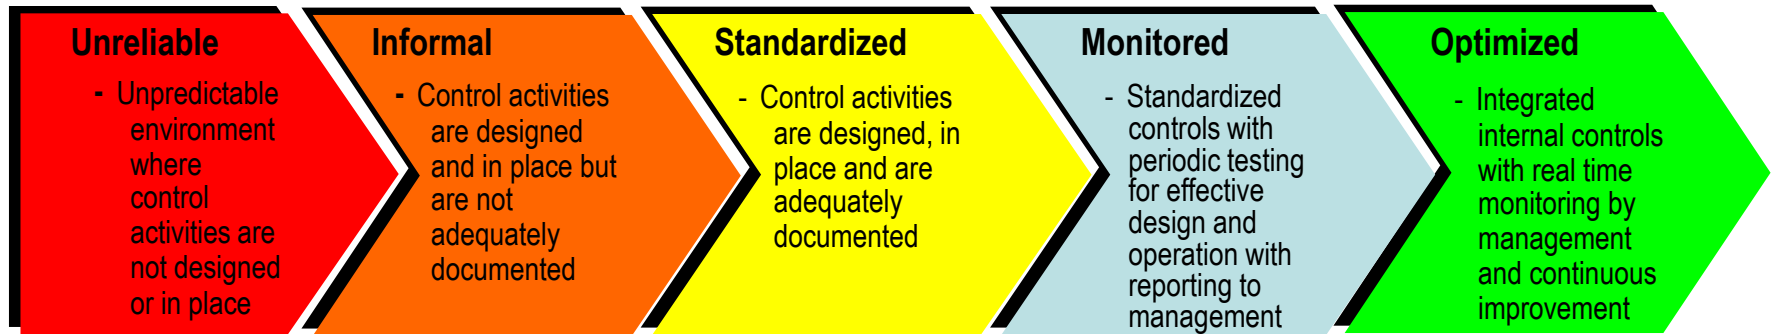 Unreliable
- Unpredictable
environment
where
control
activities are
not designed
or in place
Informal
- Control activities
are designed
and in place but
are not
adequately
documented
Standardized
- Control activities
are designed, in
place and are
adequately
documented
Monitored
- Standardized
controls with
periodic testing
for effective
design and
operation with
reporting to
management
Optimized
- Integrated
internal controls
with real time
monitoring by
management
and continuous
improvement